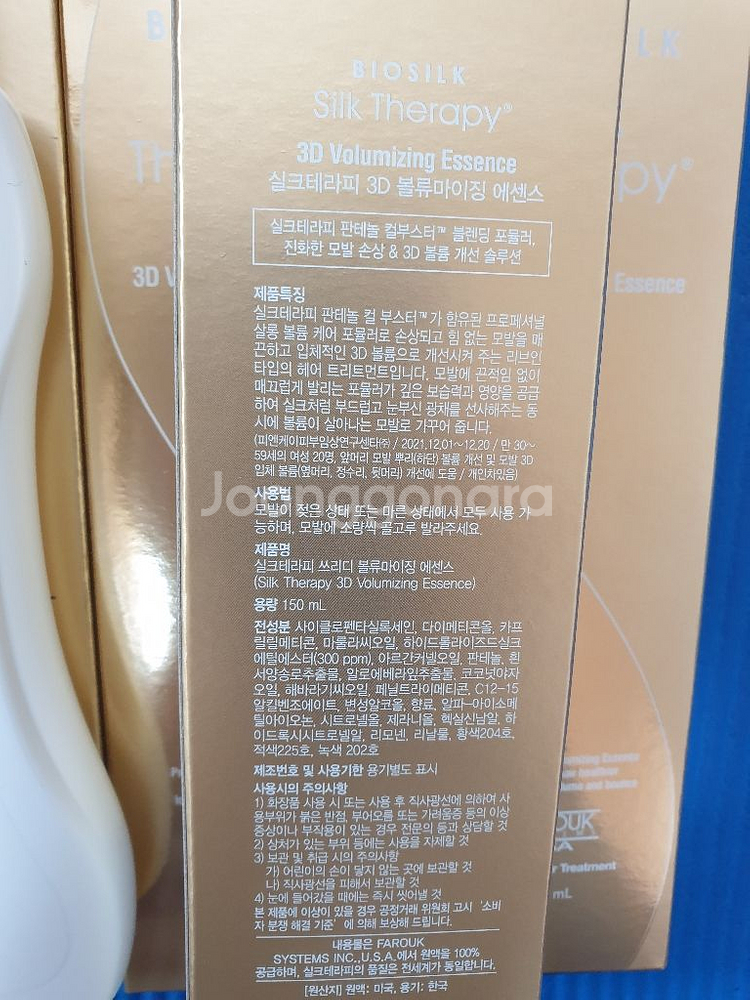 BIOSILK
Silk Therapy®
3D Volumizing Essence
실크테라피 3D 볼류마이징 에센스
실크테라피 판테놀 컬부스터™ 블렌딩 포뮬러,
진화한 모발 손상 & 3D 볼륨 개선 솔루션
제품특징
실크테라피 판테놀 컬 부스터™가 함유된 프로페셔널
살롱 볼륨 케어 포뮬러로 손상되고 힘 없는 모발을 매
끈하고 입체적인 3D 볼륨으로 개선시켜 주는 리브인
타입의 헤어 트리트먼트입니다. 모발에 끈적임 없이
매끄럽게 발리는 포뮬러가 깊은 보습력과 영양을 공급
하여 실크처럼 부드럽고 눈부신 광채를 선사해주는 동
시에 볼륨이 살아나는 모발로 가꾸어 줍니다.
(피엔케이피부임상연구센타㈜ / 2021.12.01~12.20 / 만 30~
59세의 여성 20명, 앞머리 모발 뿌리(하단) 볼륨 개선 및 모발 3D
입체 볼륨(옆머리, 정수리, 뒷머리) 개선에 도움 / 개인차있음)
Joonggonara
사용법
모발이 젖은 상태 또는 마른 상태에서 모두 사용 가
능하며, 모발에 소량씩 골고루 발라주세요.
제품명
실크테라피 쓰리디 볼류마이징 에센스
(Silk Therapy 3D Volumizing Essence)
용량 150 mL
전성분 사이클로펜타실록세인, 다이메티콘올, 카프
릴릴메티콘, 마룰라씨오일, 하이드롤라이즈드실크
에틸에스터(300 ppm), 아르간커넬오일, 판테놀, 흰
서양송로추출물, 알로에베라잎추출물, 코코넛야자
오일, 해바라기씨오일, 페닐트라이메티콘, C12-15
알킬벤조에이트, 변성알코올, 향료, 알파-아이소메
틸아이오논, 시트로넬올, 제라니올, 헥실신남알, 하
이드록시시트로넬알, 리모넨, 리날룰, 황색204호,
적색225호, 녹색 202호
제조번호 및 사용기한 용기별도 표시
사용시의 주의사항
1) 화장품 사용 시 또는 사용 후 직사광선에 의하여 사
용부위가 붉은 반점, 부어오름 또는 가려움증 등의 이상
증상이나 부작용이 있는 경우 전문의 등과 상담할 것
2) 상처가 있는 부위 등에는 사용을 자제할 것
3) 보관 및 취급 시의 주의사항
가) 어린이의 손이 닿지 않는 곳에 보관할 것
나) 직사광선을 피해서 보관할 것
4) 눈에 들어갔을 때에는 즉시 씻어낼 것
본 제품에 이상이 있을 경우 공정거래 위원회 고시 '소비
자 분쟁 해결 기준' 에 의해 보상해 드립니다.
내용물은 FAROUK
SYSTEMS INC.,U.S.A.에서 원액을 100%
공급하며, 실크테라피의 품질은 전세계가 동일합니다.
[원산지] 원액: 미국, 용기: 한국
B
Th
3D V
LK
py®
Essence
OUK
Treatment
mL